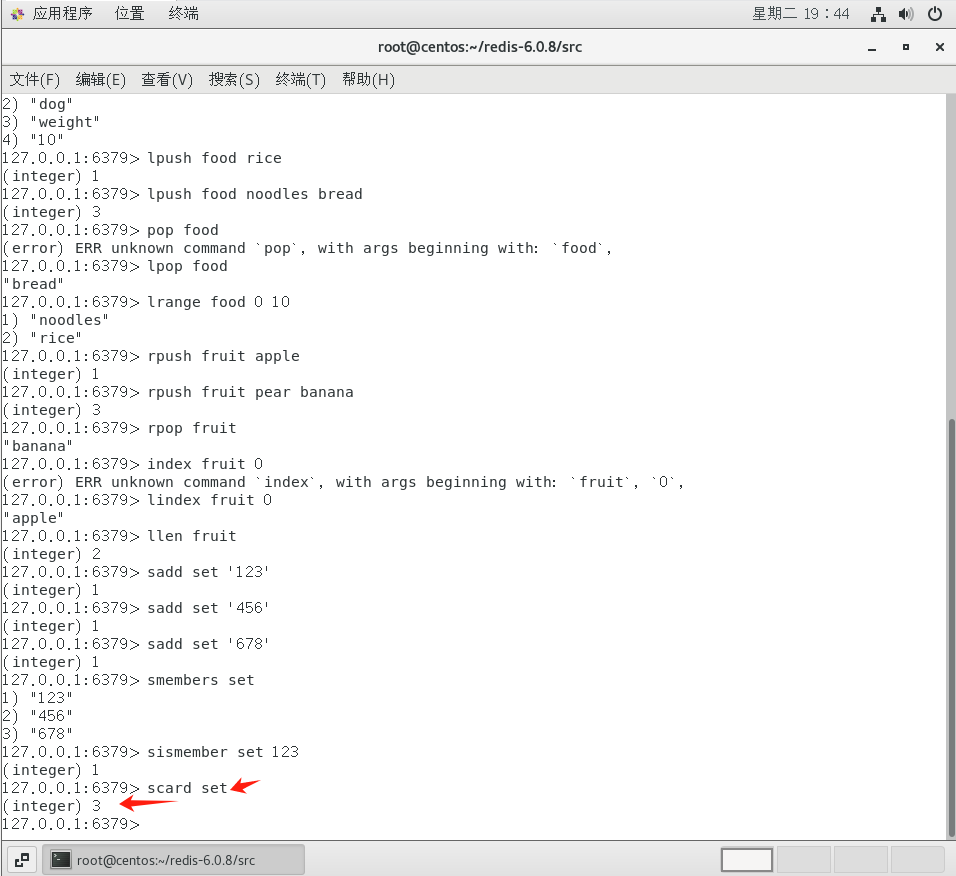 应用程序 位置 终端 星期二 19：44
root@centos:~/redis-6.0.8/src
文件(F) 编辑(E) 查看(V) 搜索(S) 终端(T) 帮助(H)
2) "dog"
3) "weight"
4) "10"
127.0.0.1:6379> lpush food rice
(integer) 1
127.0.0.1:6379> lpush food noodles bread
(integer) 3
127.0.0.1:6379> pop food
(error) ERR unknown command `pop`, with args beginning with: `food`,
127.0.0.1:6379> lpop food
"bread"
127.0.0.1:6379> lrange food 0 10
1) "noodles"
2) "rice"
127.0.0.1:6379> rpush fruit apple
(integer) 1
127.0.0.1:6379> rpush fruit pear banana
(integer) 3
127.0.0.1:6379> rpop fruit
"banana"
127.0.0.1:6379> index fruit 0
(error) ERR unknown command `index`, with args beginning with: `fruit`, `0`,
127.0.0.1:6379> lindex fruit 0
"apple"
127.0.0.1:6379> llen fruit
(integer) 2
127.0.0.1:6379> sadd set '123'
(integer) 1
127.0.0.1:6379> sadd set '456'
(integer) 1
127.0.0.1:6379> sadd set '678'
(integer) 1
127.0.0.1:6379> smembers set
1) "123"
2) "456"
3) "678"
127.0.0.1:6379> sismember set 123
(integer) 1
127.0.0.1:6379> scard set
(integer) 3
127.0.0.1:6379>
root@centos:~/redis-6.0.8/src